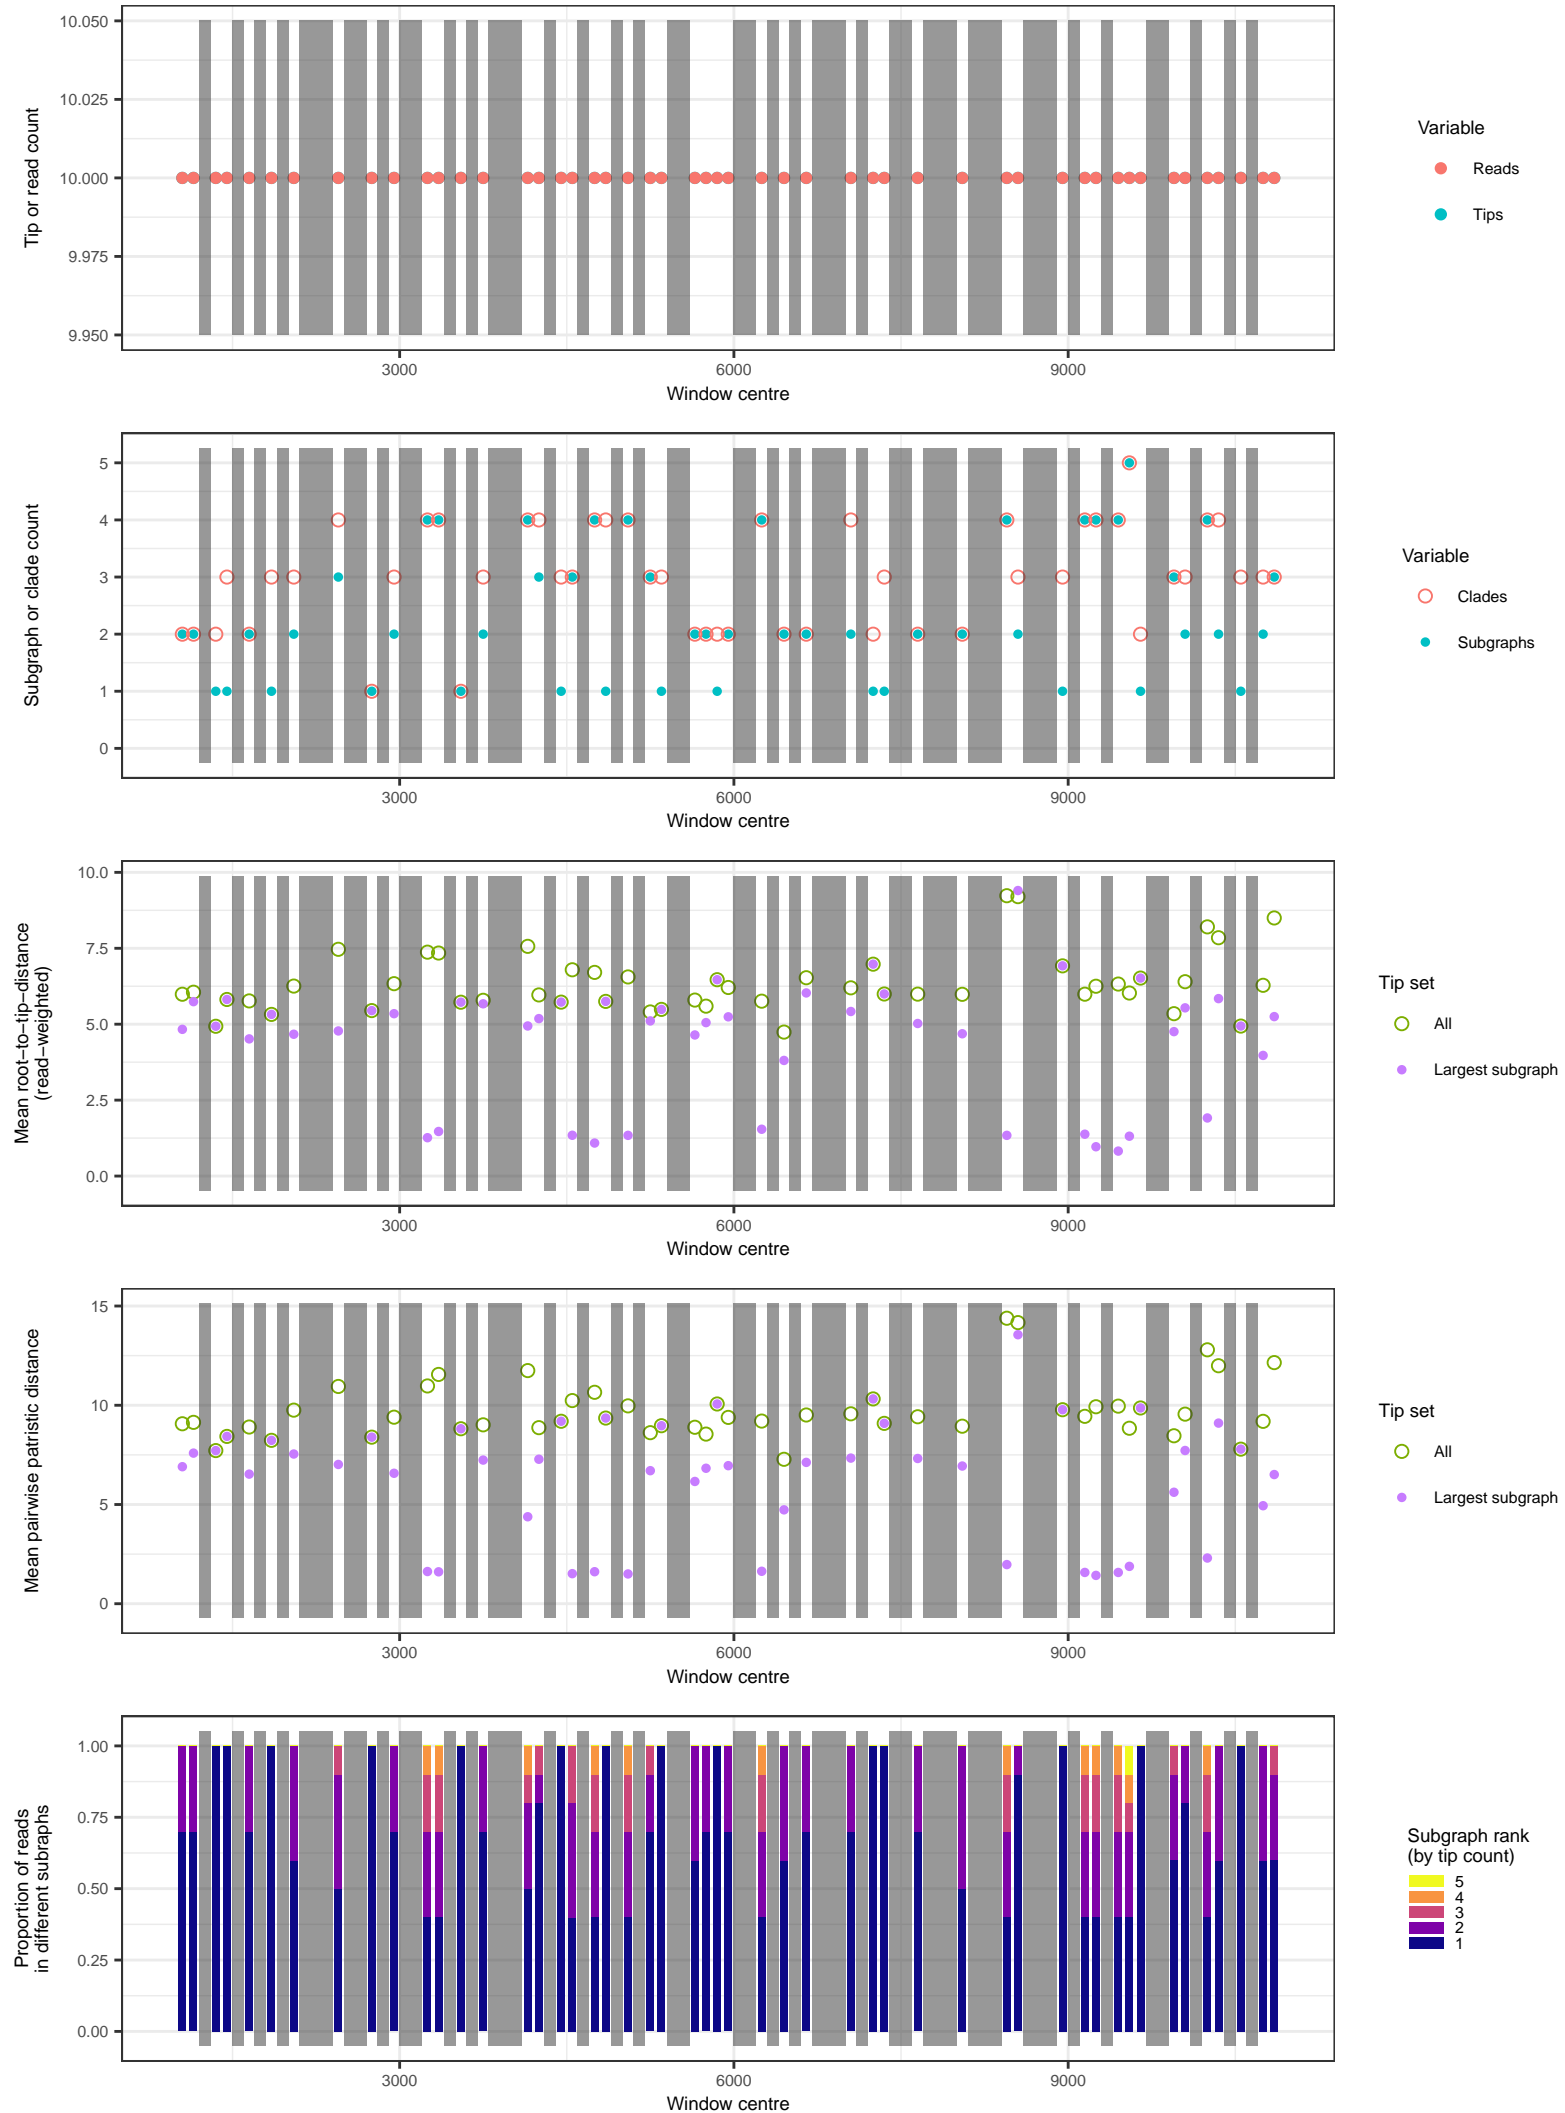 10.050
10.025
10.000
9.975
9.950
Tip or read count
3000 6000 9000
Window centre
Variable
Reads
Tips
5
4
3
2
1
0
Subgraph or clade count
3000 6000 9000
Window centre
Variable
Clades
Subgraphs
10.0
7.5
5.0
2.5
0.0
Mean root−to−tip−distance
(read−weighted)
3000 6000 9000
Window centre
Tip set
All
Largest subgraph
15
10
5
0
Mean pairwise patristic distance
3000 6000 9000
Window centre
Tip set
All
Largest subgraph
1.00
0.75
0.50
0.25
0.00
Proportion of reads
in different subraphs
3000 6000 9000
Window centre
Subgraph rank
(by tip count)
5
4
3
2
1